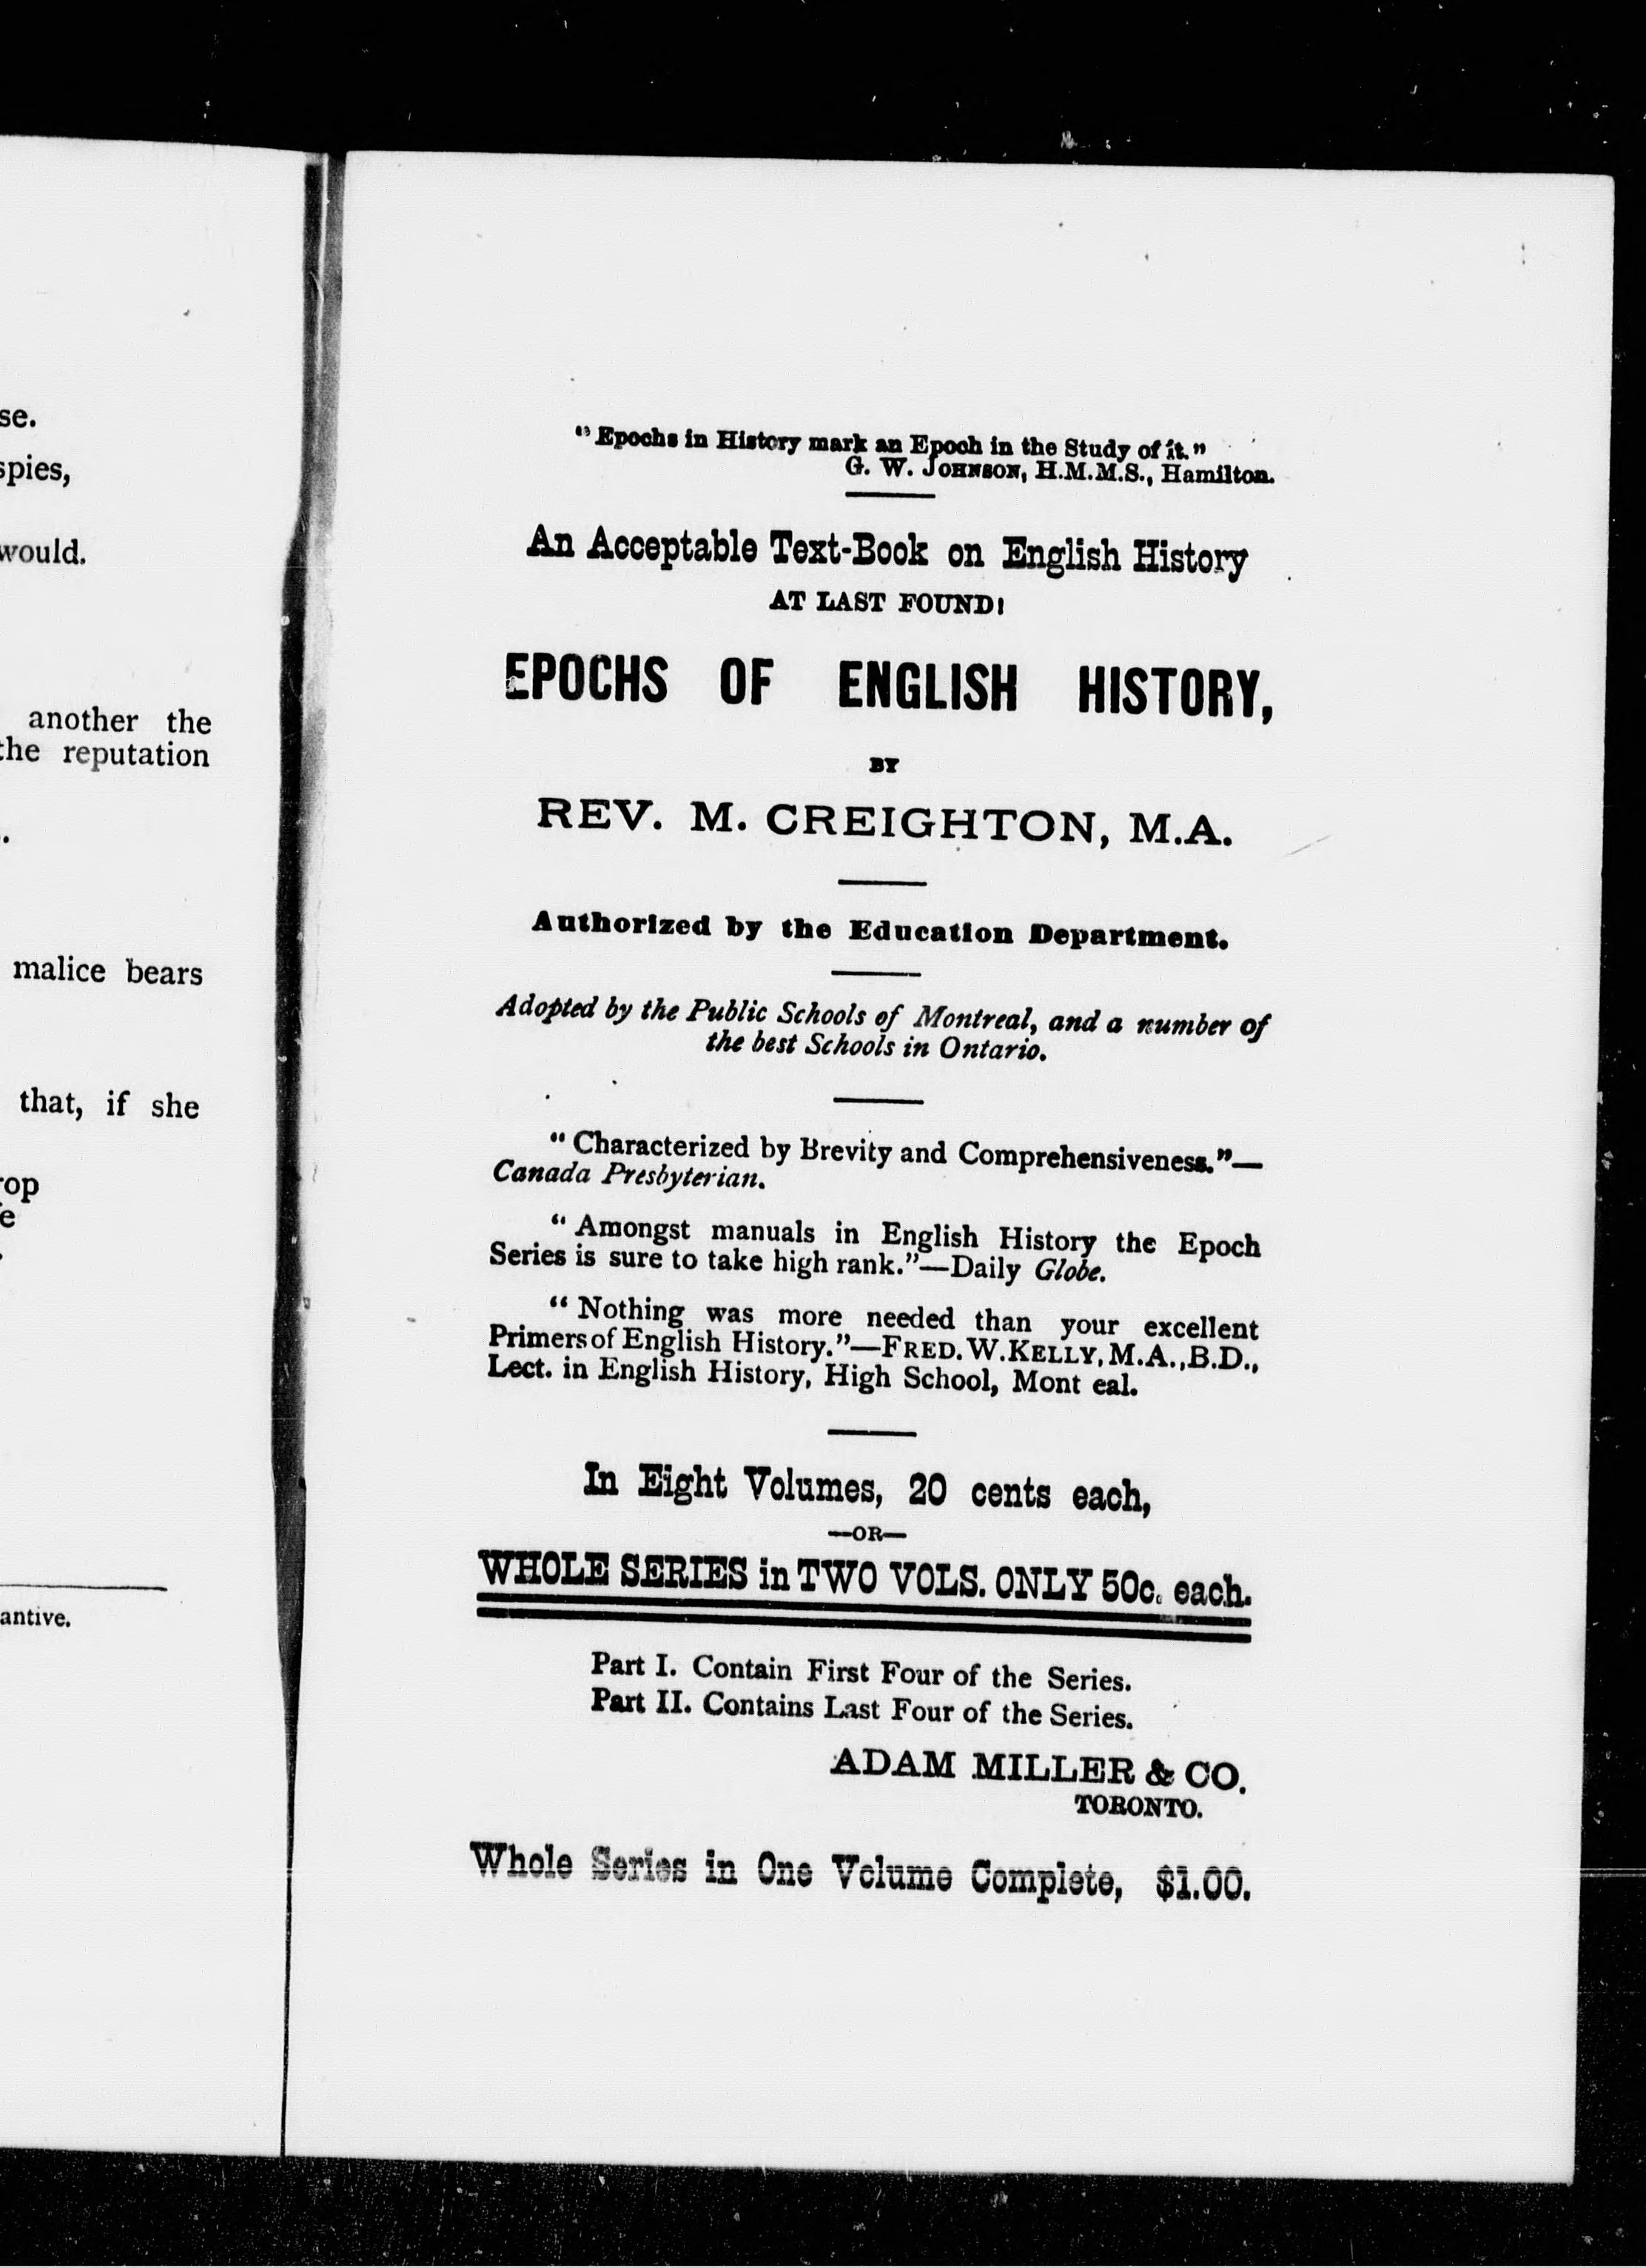 se.
spies,
would.
another the
the reputation
.
malice bears
that, if she
rop
e
.
antive.
"Epochs in History mark an Epoch in the Study of it."
G. W. JOHNSON, H.M.M.S., Hamilton.
An Acceptable Text-Book on English History
AT LAST FOUND!
EPOCHS OF ENGLISH HISTORY,
BY
REV. M. CREIGHTON, M.A.
Authorized by the Education Department.
Adopted by the Public Schools of Montreal, and a number of
the best Schools in Ontario.
"Characterized by Brevity and Comprehensiveness."—
Canada Presbyterian.
"Amongst manuals in English History the Epoch
Series is sure to take high rank."—Daily Globe.
"Nothing was more needed than your excellent
Primers of English History."—FRED. W. KELLY, M.A., B.D.,
Lect. in English History, High School, Mont eal.
In Eight Volumes, 20 cents each,
—OR—
WHOLE SERIES in TWO VOLS. ONLY 50c. each.
Part I. Contain First Four of the Series.
Part II. Contains Last Four of the Series.
ADAM MILLER & CO.
TORONTO.
Whole Series in One Volume Complete, $1.00.